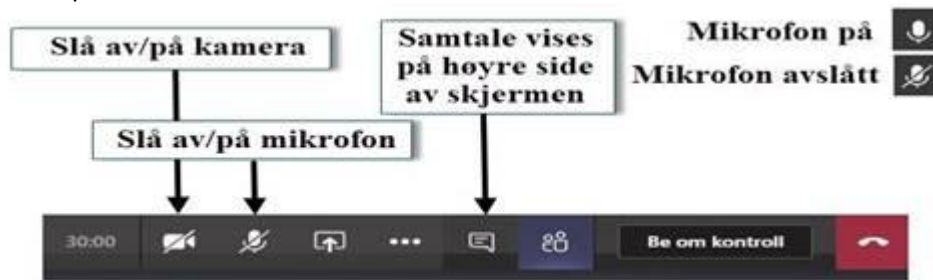 Slå av/på kamera
Samtale vises
på høyre side
av skjermen
Mikrofon på
Mikrofon avslått
Slå av/på mikrofon
30:00
Be om kontroll